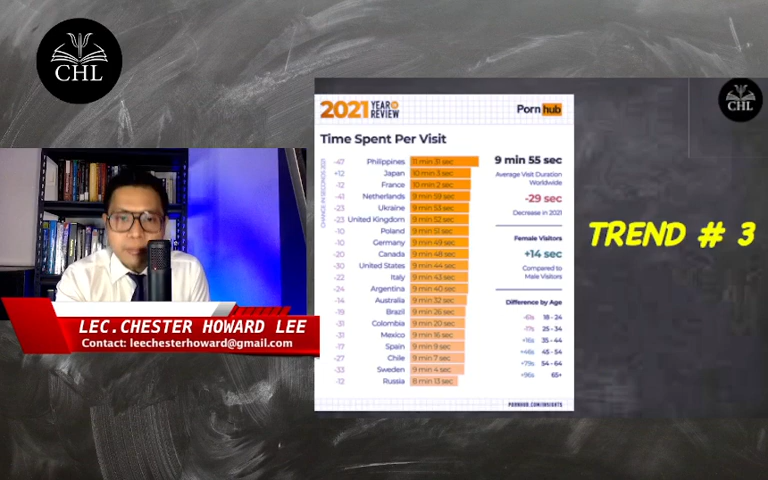 CHL
CHL
2021 YEAR IN REVIEW
Pornhub
Time Spent Per Visit
CHANGE IN SECONDS 2021
-47 Philippines 11 min 31 sec
+12 Japan 10 min 3 sec
-12 France 10 min 2 sec
-41 Netherlands 9 min 59 sec
-23 Ukraine 9 min 53 sec
-23 United Kingdom 9 min 52 sec
-10 Poland 9 min 51 sec
-10 Germany 9 min 49 sec
-20 Canada 9 min 48 sec
-30 United States 9 min 44 sec
-22 Italy 9 min 43 sec
-24 Argentina 9 min 40 sec
-14 Australia 9 min 32 sec
-19 Brazil 9 min 26 sec
-31 Colombia 9 min 20 sec
-31 Mexico 9 min 16 sec
-17 Spain 9 min 9 sec
-27 Chile 9 min 7 sec
-33 Sweden 9 min 4 sec
-12 Russia 8 min 13 sec
9 min 55 sec
Average Visit Duration
Worldwide
-29 sec
Decrease in 2021
Female Visitors
+14 sec
Compared to
Male Visitors
Difference by Age
-61s 18 - 24
-17s 25 - 34
+16s 35 - 44
+46s 45 - 54
+79s 54 - 64
+96s 65+
PORNHUB.COM/INSIGHTS
TREND # 3
LEC.CHESTER HOWARD LEE
Contact: leechesterhoward@gmail.com